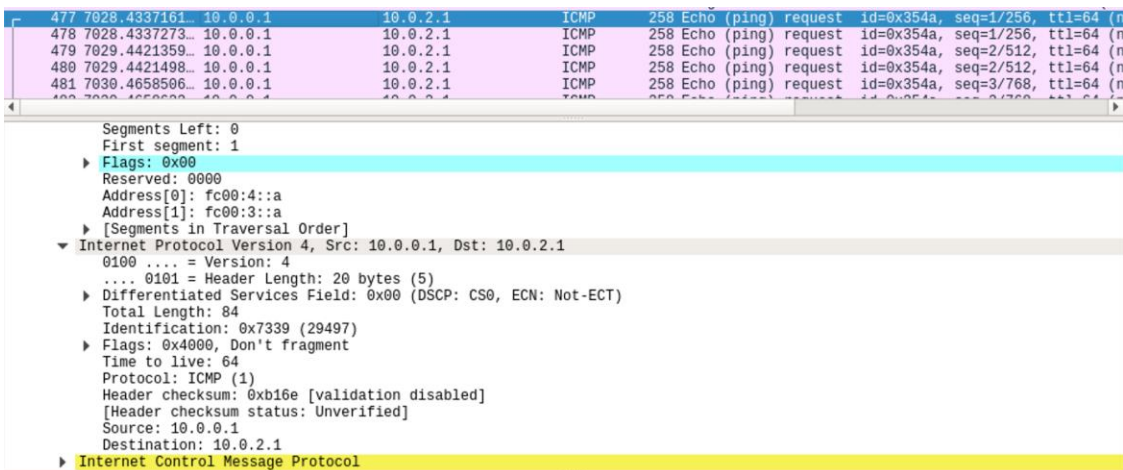 477 7028.4337161… 10.0.0.1 10.0.2.1 ICMP 258 Echo (ping) request id=0x354a, seq=1/256, ttl=64 (n
478 7028.4337273… 10.0.0.1 10.0.2.1 ICMP 258 Echo (ping) request id=0x354a, seq=1/256, ttl=64 (n
479 7029.4421359… 10.0.0.1 10.0.2.1 ICMP 258 Echo (ping) request id=0x354a, seq=2/512, ttl=64 (n
480 7029.4421498… 10.0.0.1 10.0.2.1 ICMP 258 Echo (ping) request id=0x354a, seq=2/512, ttl=64 (n
481 7030.4658506… 10.0.0.1 10.0.2.1 ICMP 258 Echo (ping) request id=0x354a, seq=3/768, ttl=64 (n
Segments Left: 0
First segment: 1
Flags: 0x00
Reserved: 0000
Address[0]: fc00:4::a
Address[1]: fc00:3::a
[Segments in Traversal Order]
Internet Protocol Version 4, Src: 10.0.0.1, Dst: 10.0.2.1
0100 .... = Version: 4
.... 0101 = Header Length: 20 bytes (5)
Differentiated Services Field: 0x00 (DSCP: CS0, ECN: Not-ECT)
Total Length: 84
Identification: 0x7339 (29497)
Flags: 0x4000, Don't fragment
Time to live: 64
Protocol: ICMP (1)
Header checksum: 0xb16e [validation disabled]
[Header checksum status: Unverified]
Source: 10.0.0.1
Destination: 10.0.2.1
Internet Control Message Protocol